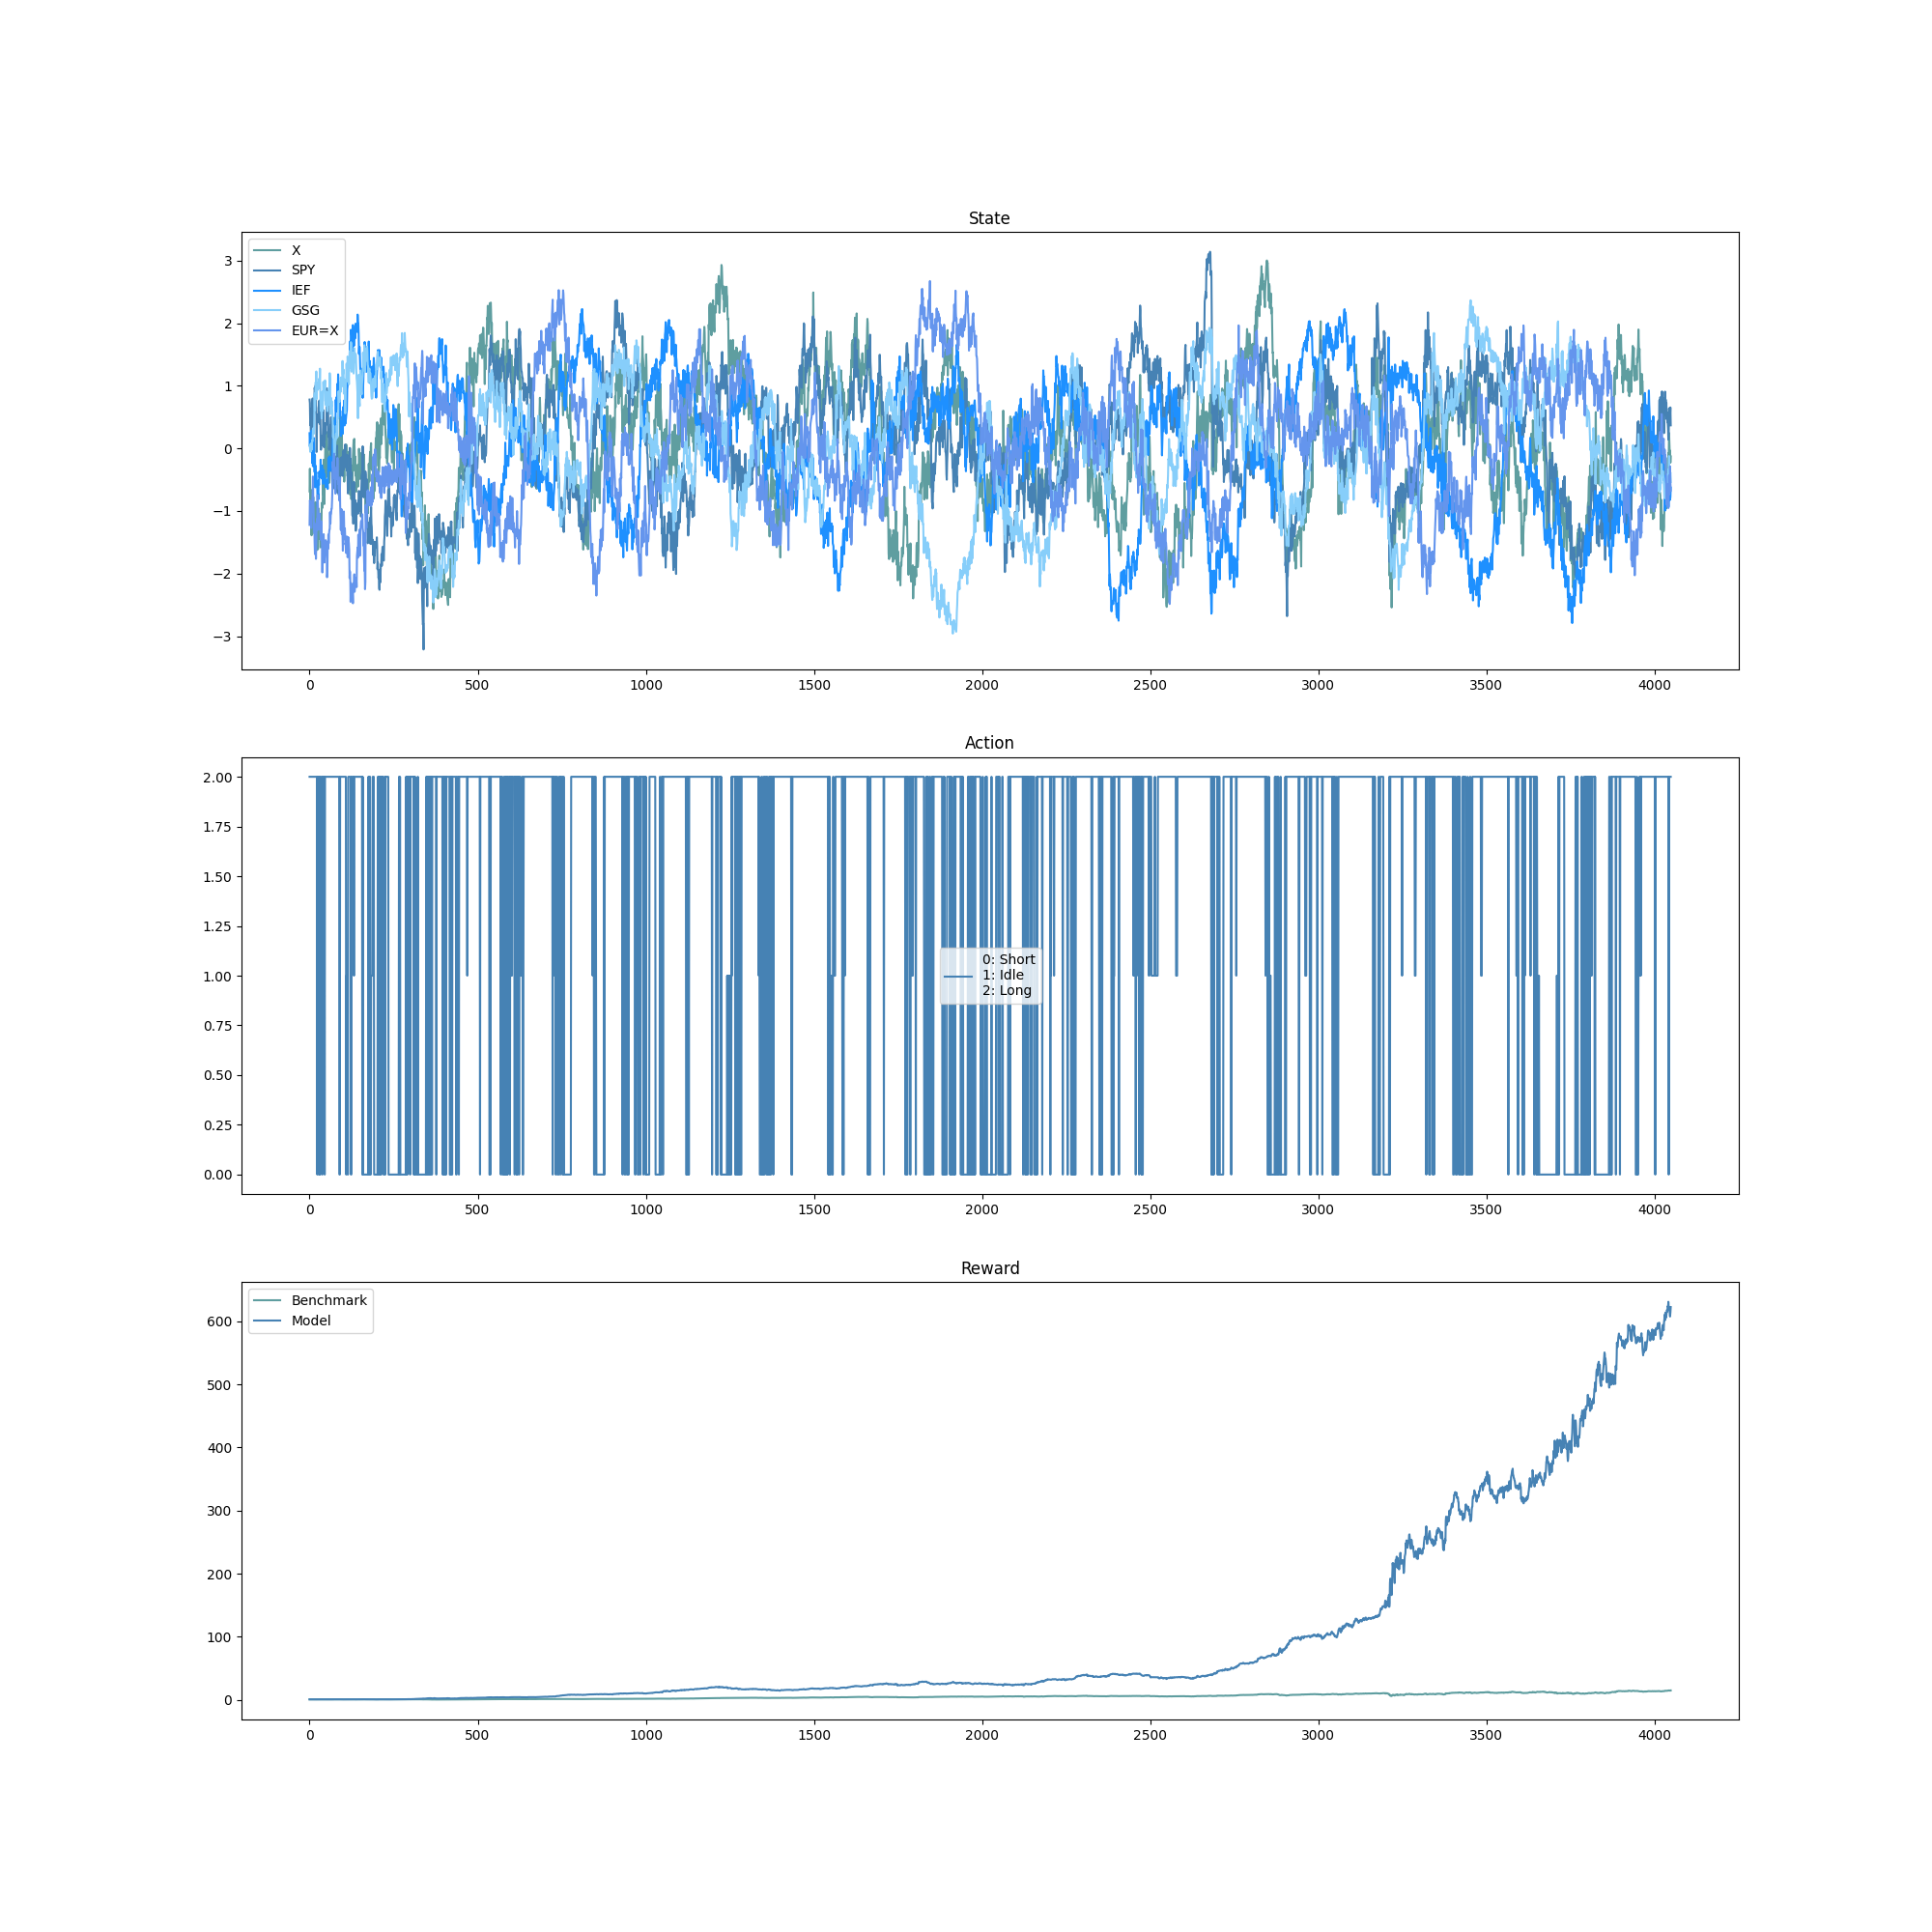 State
X
SPY
IEF
GSG
EUR=X
3
2
1
0
−1
−2
−3
0 500 1000 1500 2000 2500 3000 3500 4000
Action
2.00
1.75
1.50
1.25
1.00
0.75
0.50
0.25
0.00
0: Short
1: Idle
2: Long
0 500 1000 1500 2000 2500 3000 3500 4000
Reward
Benchmark
Model
600
500
400
300
200
100
0
0 500 1000 1500 2000 2500 3000 3500 4000